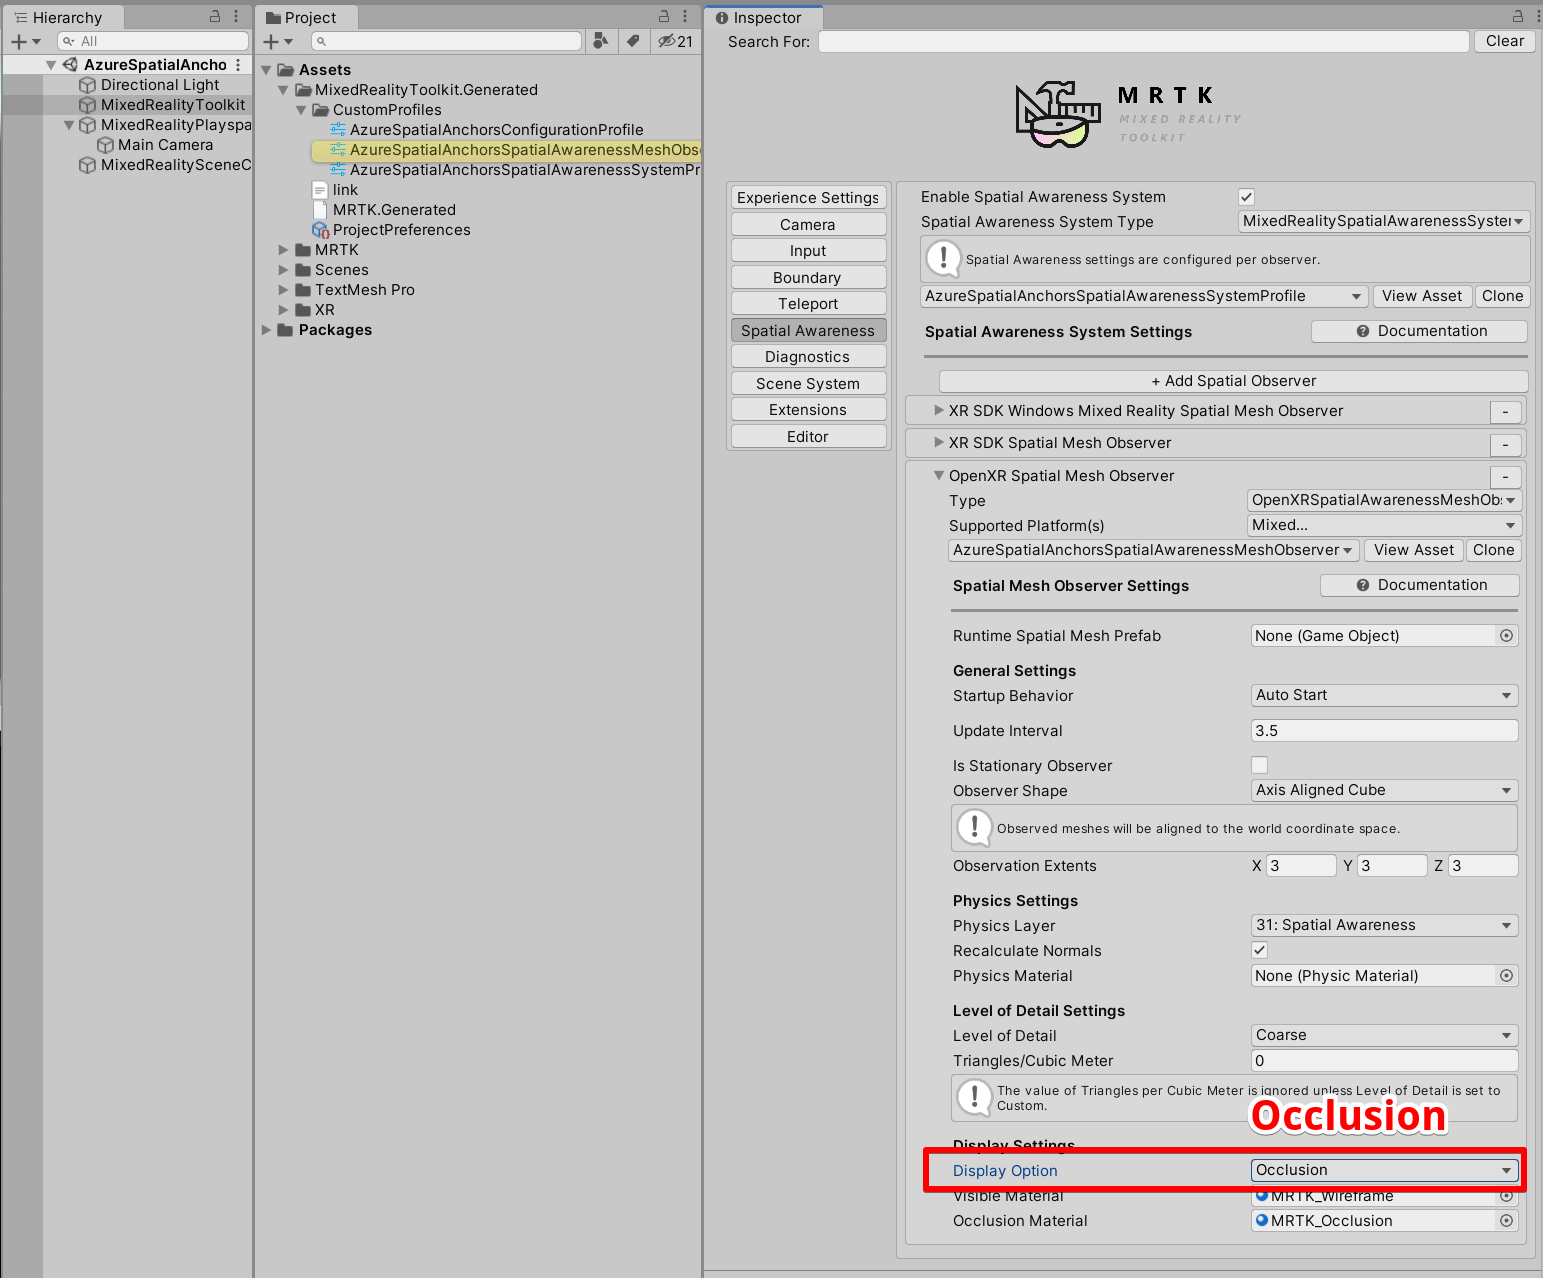 Hierarchy
All
AzureSpatialAncho
Directional Light
MixedRealityToolkit
MixedRealityPlayspa
Main Camera
MixedRealitySceneC
Project
21
Assets
MixedRealityToolkit.Generated
CustomProfiles
AzureSpatialAnchorsConfigurationProfile
AzureSpatialAnchorsSpatialAwarenessMeshObs
AzureSpatialAnchorsSpatialAwarenessSystemPr
link
MRTK.Generated
ProjectPreferences
MRTK
Scenes
TextMesh Pro
XR
Packages
Inspector
Search For: Clear
MRTK
MIXED REALITY
TOOLKIT
Experience Settings
Camera
Input
Boundary
Teleport
Spatial Awareness
Diagnostics
Scene System
Extensions
Editor
Enable Spatial Awareness System
Spatial Awareness System Type MixedRealitySpatialAwarenessSyster
Spatial Awareness settings are configured per observer.
AzureSpatialAnchorsSpatialAwarenessSystemProfile View Asset Clone
Spatial Awareness System Settings Documentation
+ Add Spatial Observer
XR SDK Windows Mixed Reality Spatial Mesh Observer -
XR SDK Spatial Mesh Observer -
OpenXR Spatial Mesh Observer -
Type OpenXRSpatialAwarenessMeshOb:
Supported Platform(s) Mixed...
AzureSpatialAnchorsSpatialAwarenessMeshObserver View Asset Clone
Spatial Mesh Observer Settings Documentation
Runtime Spatial Mesh Prefab None (Game Object)
General Settings
Startup Behavior Auto Start
Update Interval 3.5
Is Stationary Observer
Observer Shape Axis Aligned Cube
Observed meshes will be aligned to the world coordinate space.
Observation Extents X 3 Y 3 Z 3
Physics Settings
Physics Layer 31: Spatial Awareness
Recalculate Normals
Physics Material None (Physic Material)
Level of Detail Settings
Level of Detail Coarse
Triangles/Cubic Meter 0
The value of Triangles per Cubic Meter is ignored unless Level of Detail is set to
Custom.
Occlusion
Display Settings
Display Option Occlusion
Visible Material MRTK_Wireframe
Occlusion Material MRTK_Occlusion